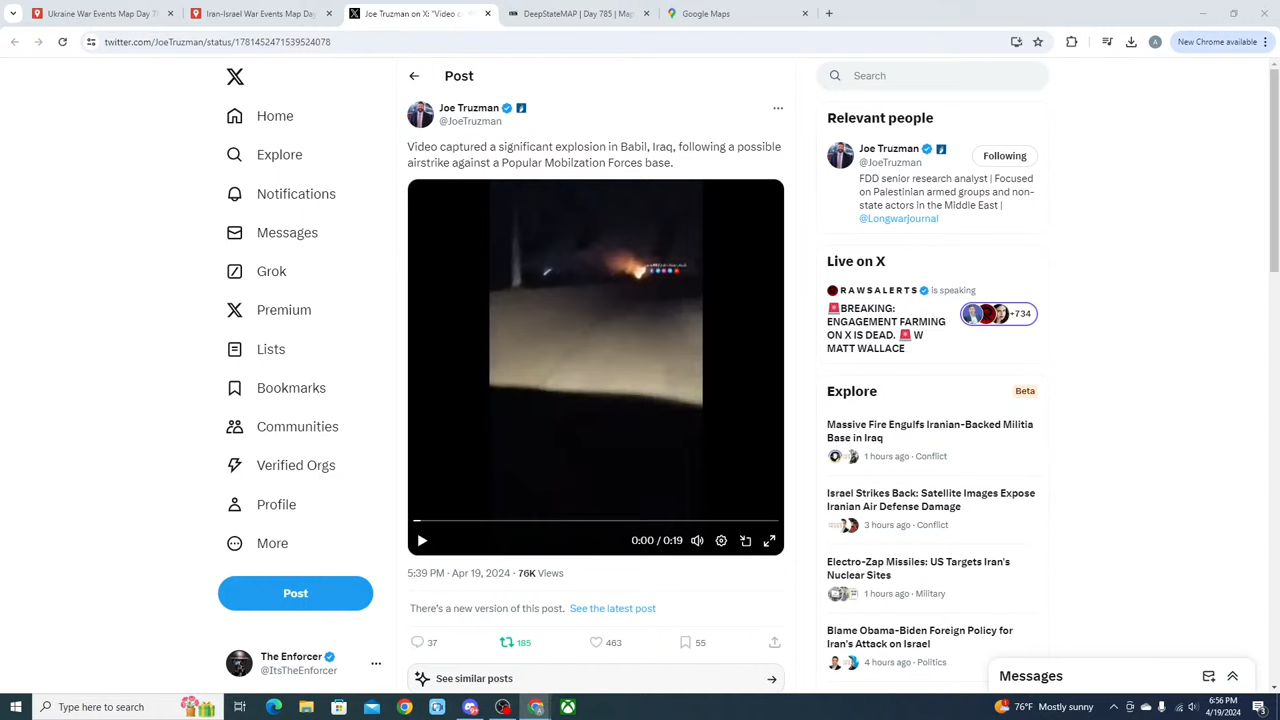 Ukraine War Events Map Day 7
Iran-Israel War Events Map Day
Joe Truzman on X: "Video c
DeepStateMAP | Day 785 | Map
Google Maps
twitter.com/JoeTruzman/status/1781452471539524078
A
New Chrome available
Home
Explore
Notifications
Messages
Grok
Premium
Lists
Bookmarks
Communities
Verified Orgs
Profile
More
Post
The Enforcer
@ItsTheEnforcer
Post
Joe Truzman
@JoeTruzman
Video captured a significant explosion in Babil, Iraq, following a possible
airstrike against a Popular Mobilzation Forces base.
0:00 / 0:19
5:39 PM · Apr 19, 2024 · 76K Views
There's a new version of this post. See the latest post
37 185 463 55
See similar posts
Search
Relevant people
Joe Truzman
@JoeTruzman
Following
FDD senior research analyst | Focused
on Palestinian armed groups and non-
state actors in the Middle East |
@Longwarjournal
Live on X
R A W S A L E R T S is speaking
🚨BREAKING:
ENGAGEMENT FARMING
ON X IS DEAD. 🚨 W
MATT WALLACE
+734
Explore
Beta
Massive Fire Engulfs Iranian-Backed Militia
Base in Iraq
1 hours ago · Conflict
Israel Strikes Back: Satellite Images Expose
Iranian Air Defense Damage
3 hours ago · Conflict
Electro-Zap Missiles: US Targets Iran's
Nuclear Sites
1 hours ago · Military
Blame Obama-Biden Foreign Policy for
Iran's Attack on Israel
4 hours ago · Politics
Messages
Type here to search
76°F Mostly sunny
6:56 PM
4/19/2024